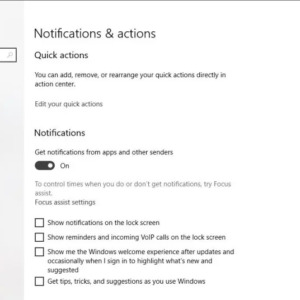 Notifications & actions
Quick actions
You can add, remove, or rearrange your quick actions directly in
action center.
Edit your quick actions
Notifications
Get notifications from apps and other senders
On
To control times when you do or don't get notifications, try Focus
assist.
Focus assist settings
Show notifications on the lock screen
Show reminders and incoming VoIP calls on the lock screen
Show me the Windows welcome experience after updates and
occasionally when I sign in to highlight what's new and
suggested
Get tips, tricks, and suggestions as you use Windows